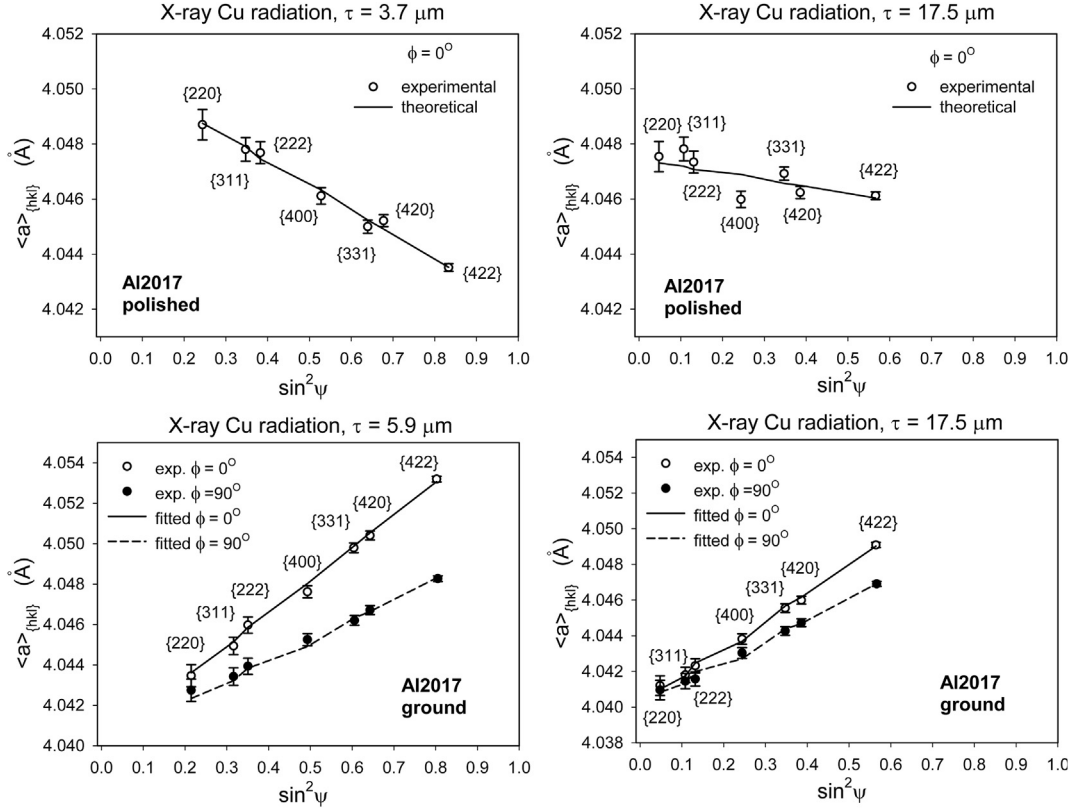 X-ray Cu radiation, τ = 3.7 μm
4.052
4.050
4.048
4.046
4.044
4.042
<a>{hkl} (Å)
ϕ = 0°
experimental
theoretical
{220}
{311}
{222}
{400}
{331}
{420}
{422}
Al2017
polished
0.0 0.1 0.2 0.3 0.4 0.5 0.6 0.7 0.8 0.9 1.0
sin²ψ
X-ray Cu radiation, τ = 17.5 μm
4.052
4.050
4.048
4.046
4.044
4.042
<a>{hkl} (Å)
ϕ = 0°
experimental
theoretical
{220}
{311}
{222}
{400}
{331}
{420}
{422}
Al2017
polished
0.0 0.1 0.2 0.3 0.4 0.5 0.6 0.7 0.8 0.9 1.0
sin²ψ
X-ray Cu radiation, τ = 5.9 μm
4.054
4.052
4.050
4.048
4.046
4.044
4.042
4.040
<a>{hkl} (Å)
exp. ϕ = 0°
exp. ϕ =90°
fitted ϕ = 0°
fitted ϕ = 90°
{220}
{311}
{222}
{400}
{331}
{420}
{422}
Al2017
ground
0.0 0.1 0.2 0.3 0.4 0.5 0.6 0.7 0.8 0.9 1.0
sin²ψ
X-ray Cu radiation, τ = 17.5 μm
4.054
4.052
4.050
4.048
4.046
4.044
4.042
4.040
4.038
<a>{hkl} (Å)
exp. ϕ = 0°
exp. ϕ =90°
fitted ϕ = 0°
fitted ϕ = 90°
{220}
{311}
{222}
{400}
{331}
{420}
{422}
Al2017
ground
0.0 0.1 0.2 0.3 0.4 0.5 0.6 0.7 0.8 0.9 1.0
sin²ψ